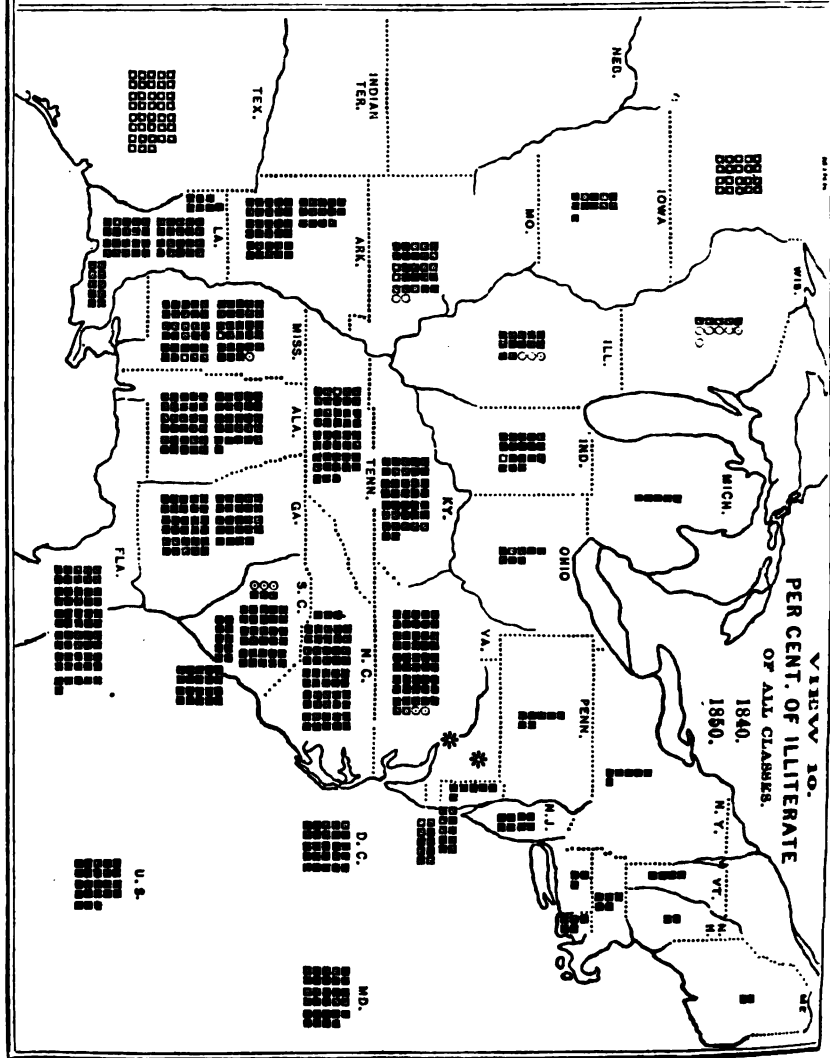 VIEW 10.
PER CENT. OF ILLITERATE
OF ALL CLASSES.
1840.
1850.
ME
N.
H.
VT.
N. Y.
MICH.
WIS.
IOWA
NEB.
ILL.
IND.
OHIO
PENN.
N.J.
MO.
KY.
VA.
INDIAN
TER.
ARK.
TENN.
N. C.
D. C.
MD.
TEX.
LA.
MISS.
ALA.
GA.
S. C.
FLA.
U. S.